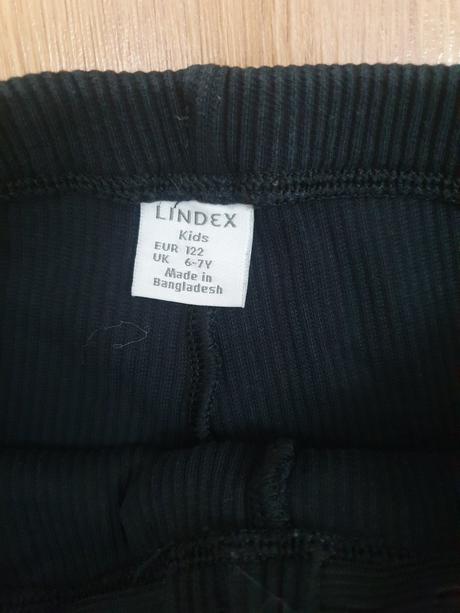 LINDEX
Kids
EUR 122
UK 6-7Y
Made in
Bangladesh